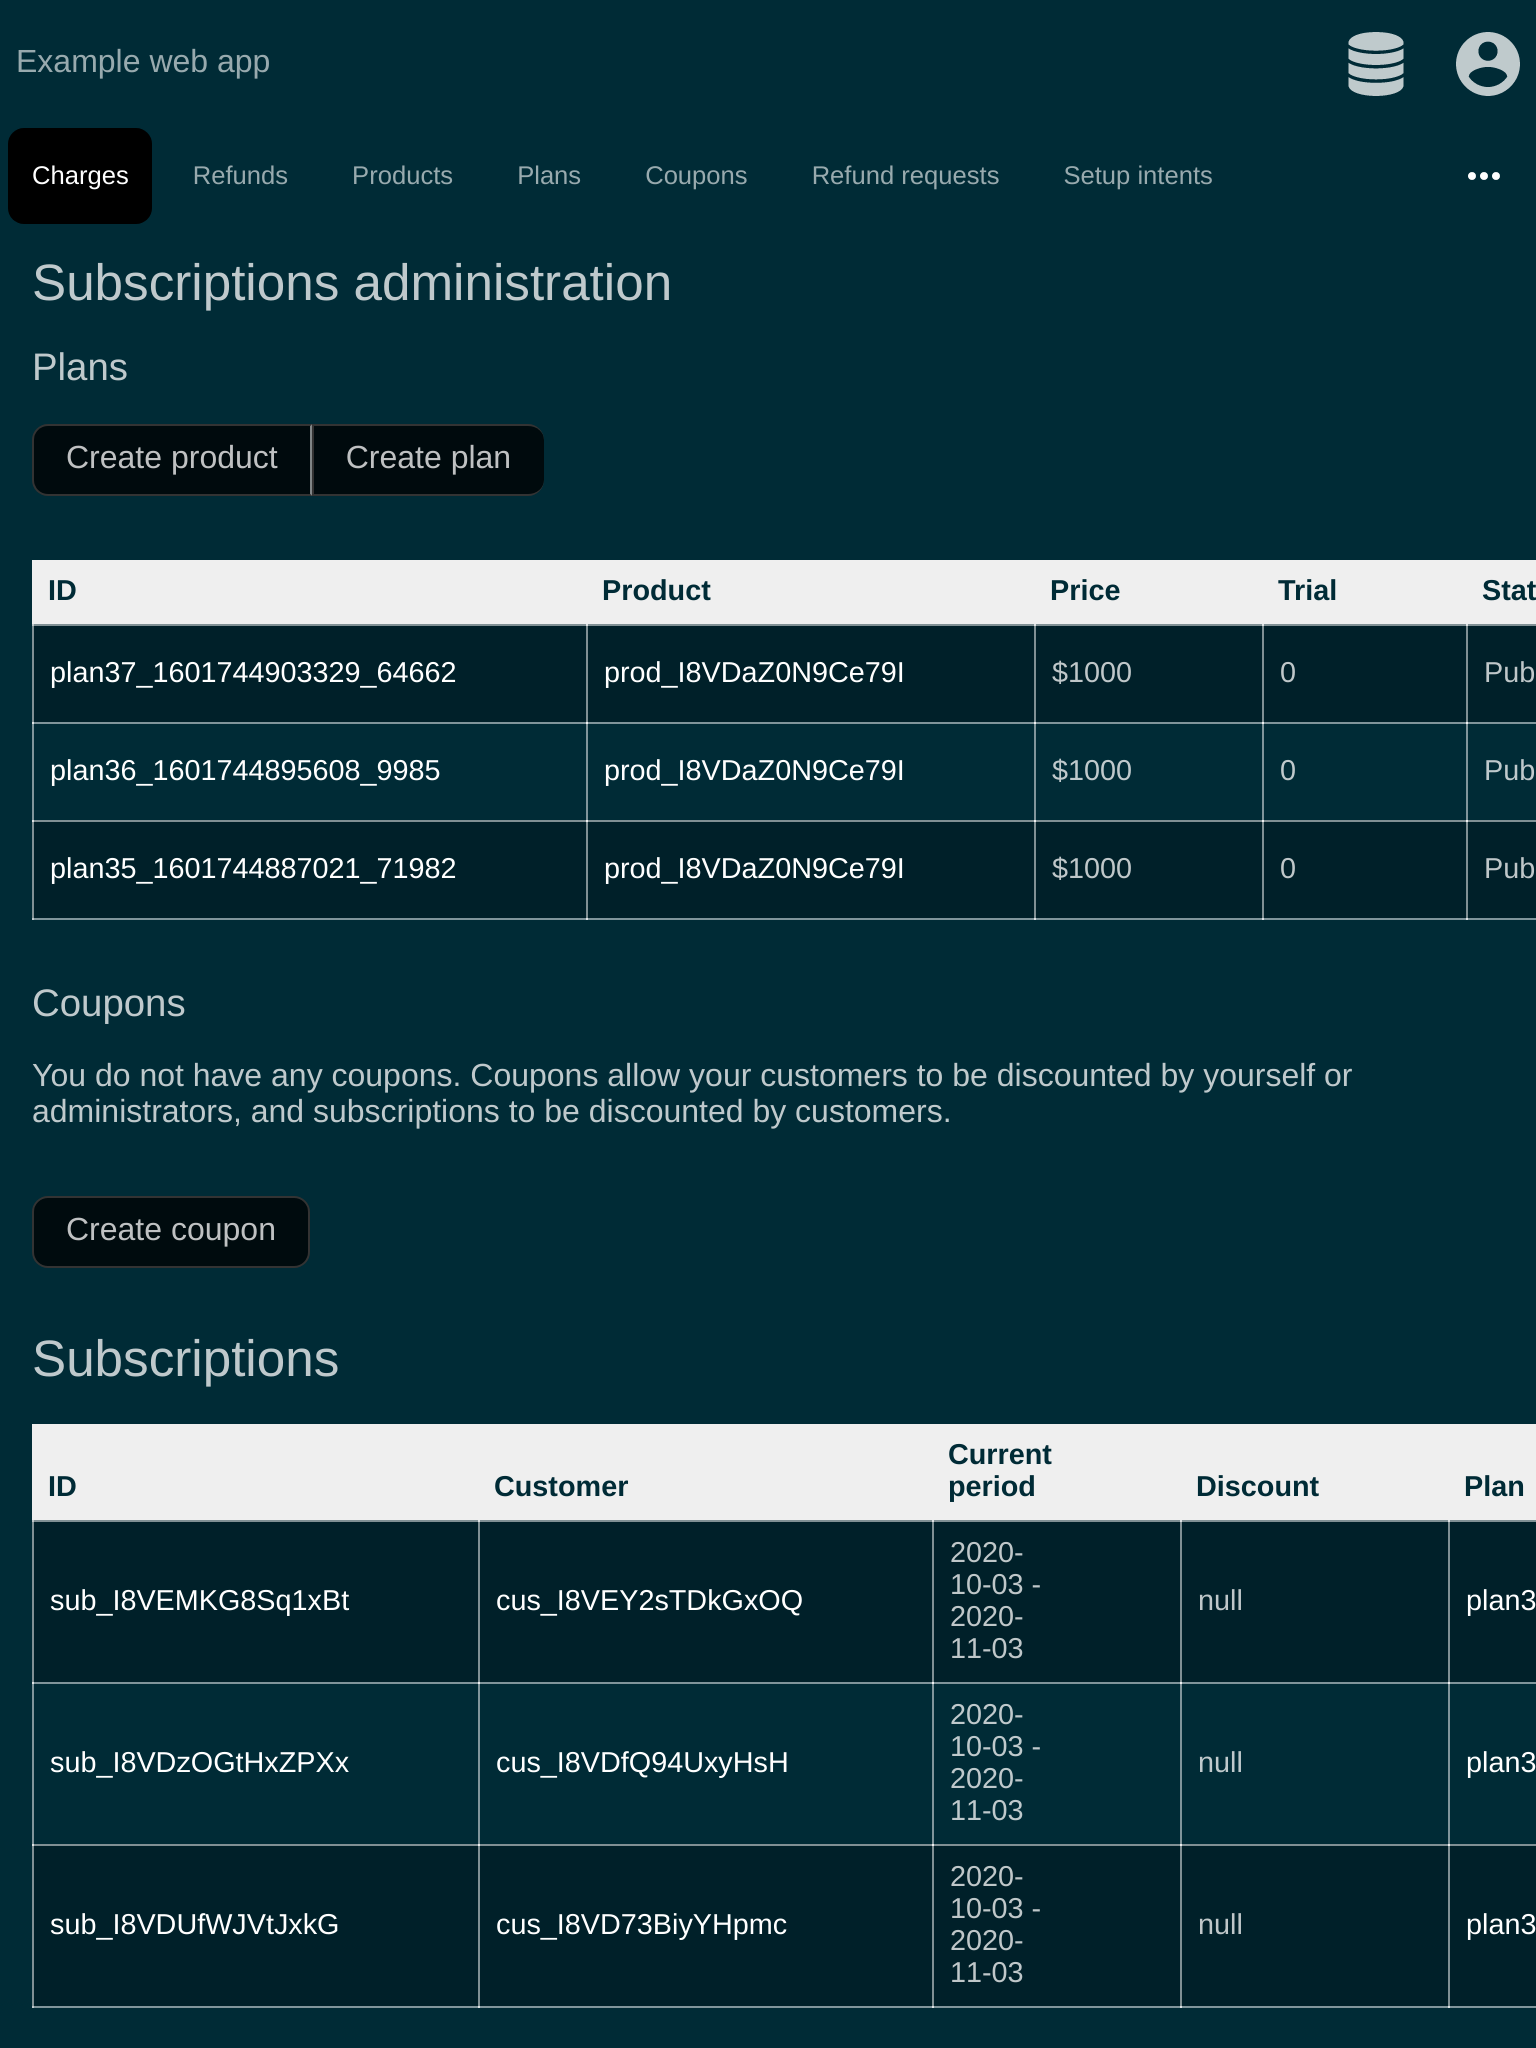 Example web app
Charges Refunds Products Plans Coupons Refund requests Setup intents
Subscriptions administration
Plans
Create product Create plan
ID Product Price Trial Stat
plan37_1601744903329_64662 prod_I8VDaZ0N9Ce79I $1000 0 Pub
plan36_1601744895608_9985 prod_I8VDaZ0N9Ce79I $1000 0 Pub
plan35_1601744887021_71982 prod_I8VDaZ0N9Ce79I $1000 0 Pub
Coupons
You do not have any coupons. Coupons allow your customers to be discounted by yourself or
administrators, and subscriptions to be discounted by customers.
Create coupon
Subscriptions
ID Customer Current period Discount Plan
sub_I8VEMKG8Sq1xBt cus_I8VEY2sTDkGxOQ 2020-10-03 - 2020-11-03 null plan3
sub_I8VDzOGtHxZPXx cus_I8VDfQ94UxyHsH 2020-10-03 - 2020-11-03 null plan3
sub_I8VDUfWJVtJxkG cus_I8VD73BiyYHpmc 2020-10-03 - 2020-11-03 null plan3